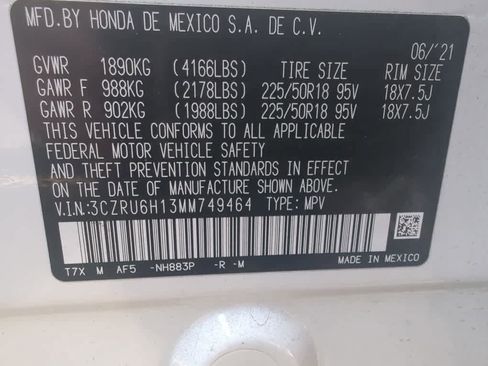 MFD.BY HONDA DE MEXICO S.A. DE C.V.
06/'21
GVWR 1890KG (4166LBS) TIRE SIZE RIM SIZE
GAWR F 988KG (2178LBS) 225/50R18 95V 18X7.5J
GAWR R 902KG (1988LBS) 225/50R18 95V 18X7.5J
THIS VEHICLE CONFORMS TO ALL APPLICABLE
FEDERAL MOTOR VEHICLE SAFETY
AND THEFT PREVENTION STANDARDS IN EFFECT
ON THE DATE OF MANUFACTURE SHOWN ABOVE.
V.I.N:3CZRU6H13MM749464 TYPE: MPV
T7X M AF5 -NH883P -R -M
MADE IN MEXICO